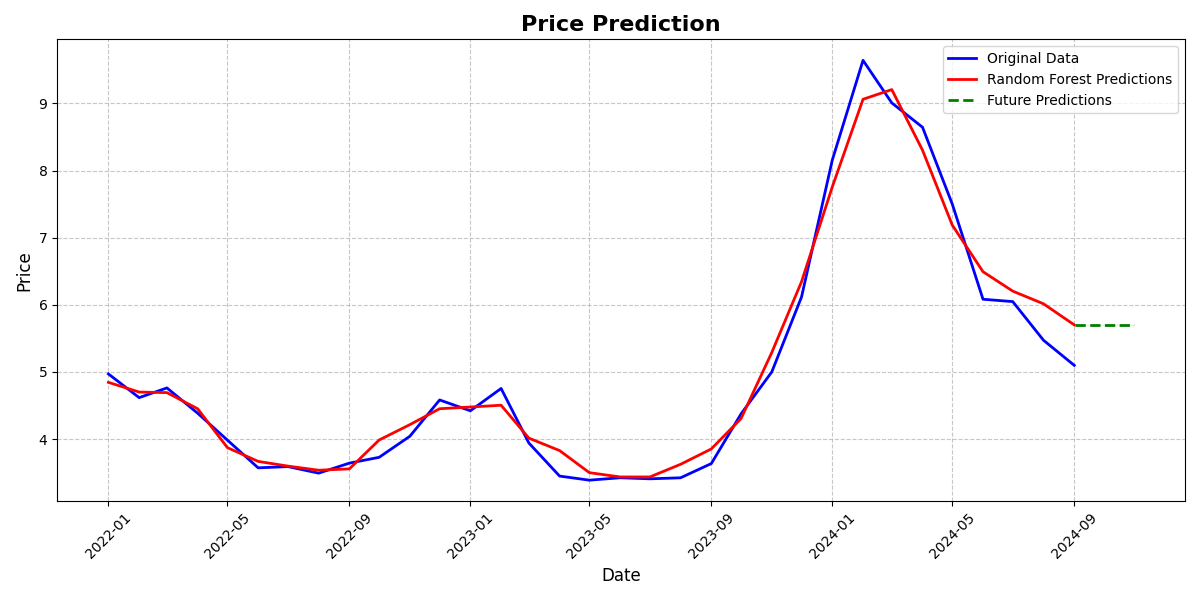 Price Prediction
Original Data
Random Forest Predictions
Future Predictions
Price
9
8
7
6
5
4
2022-01
2022-05
2022-09
2023-01
2023-05
2023-09
2024-01
2024-05
2024-09
Date